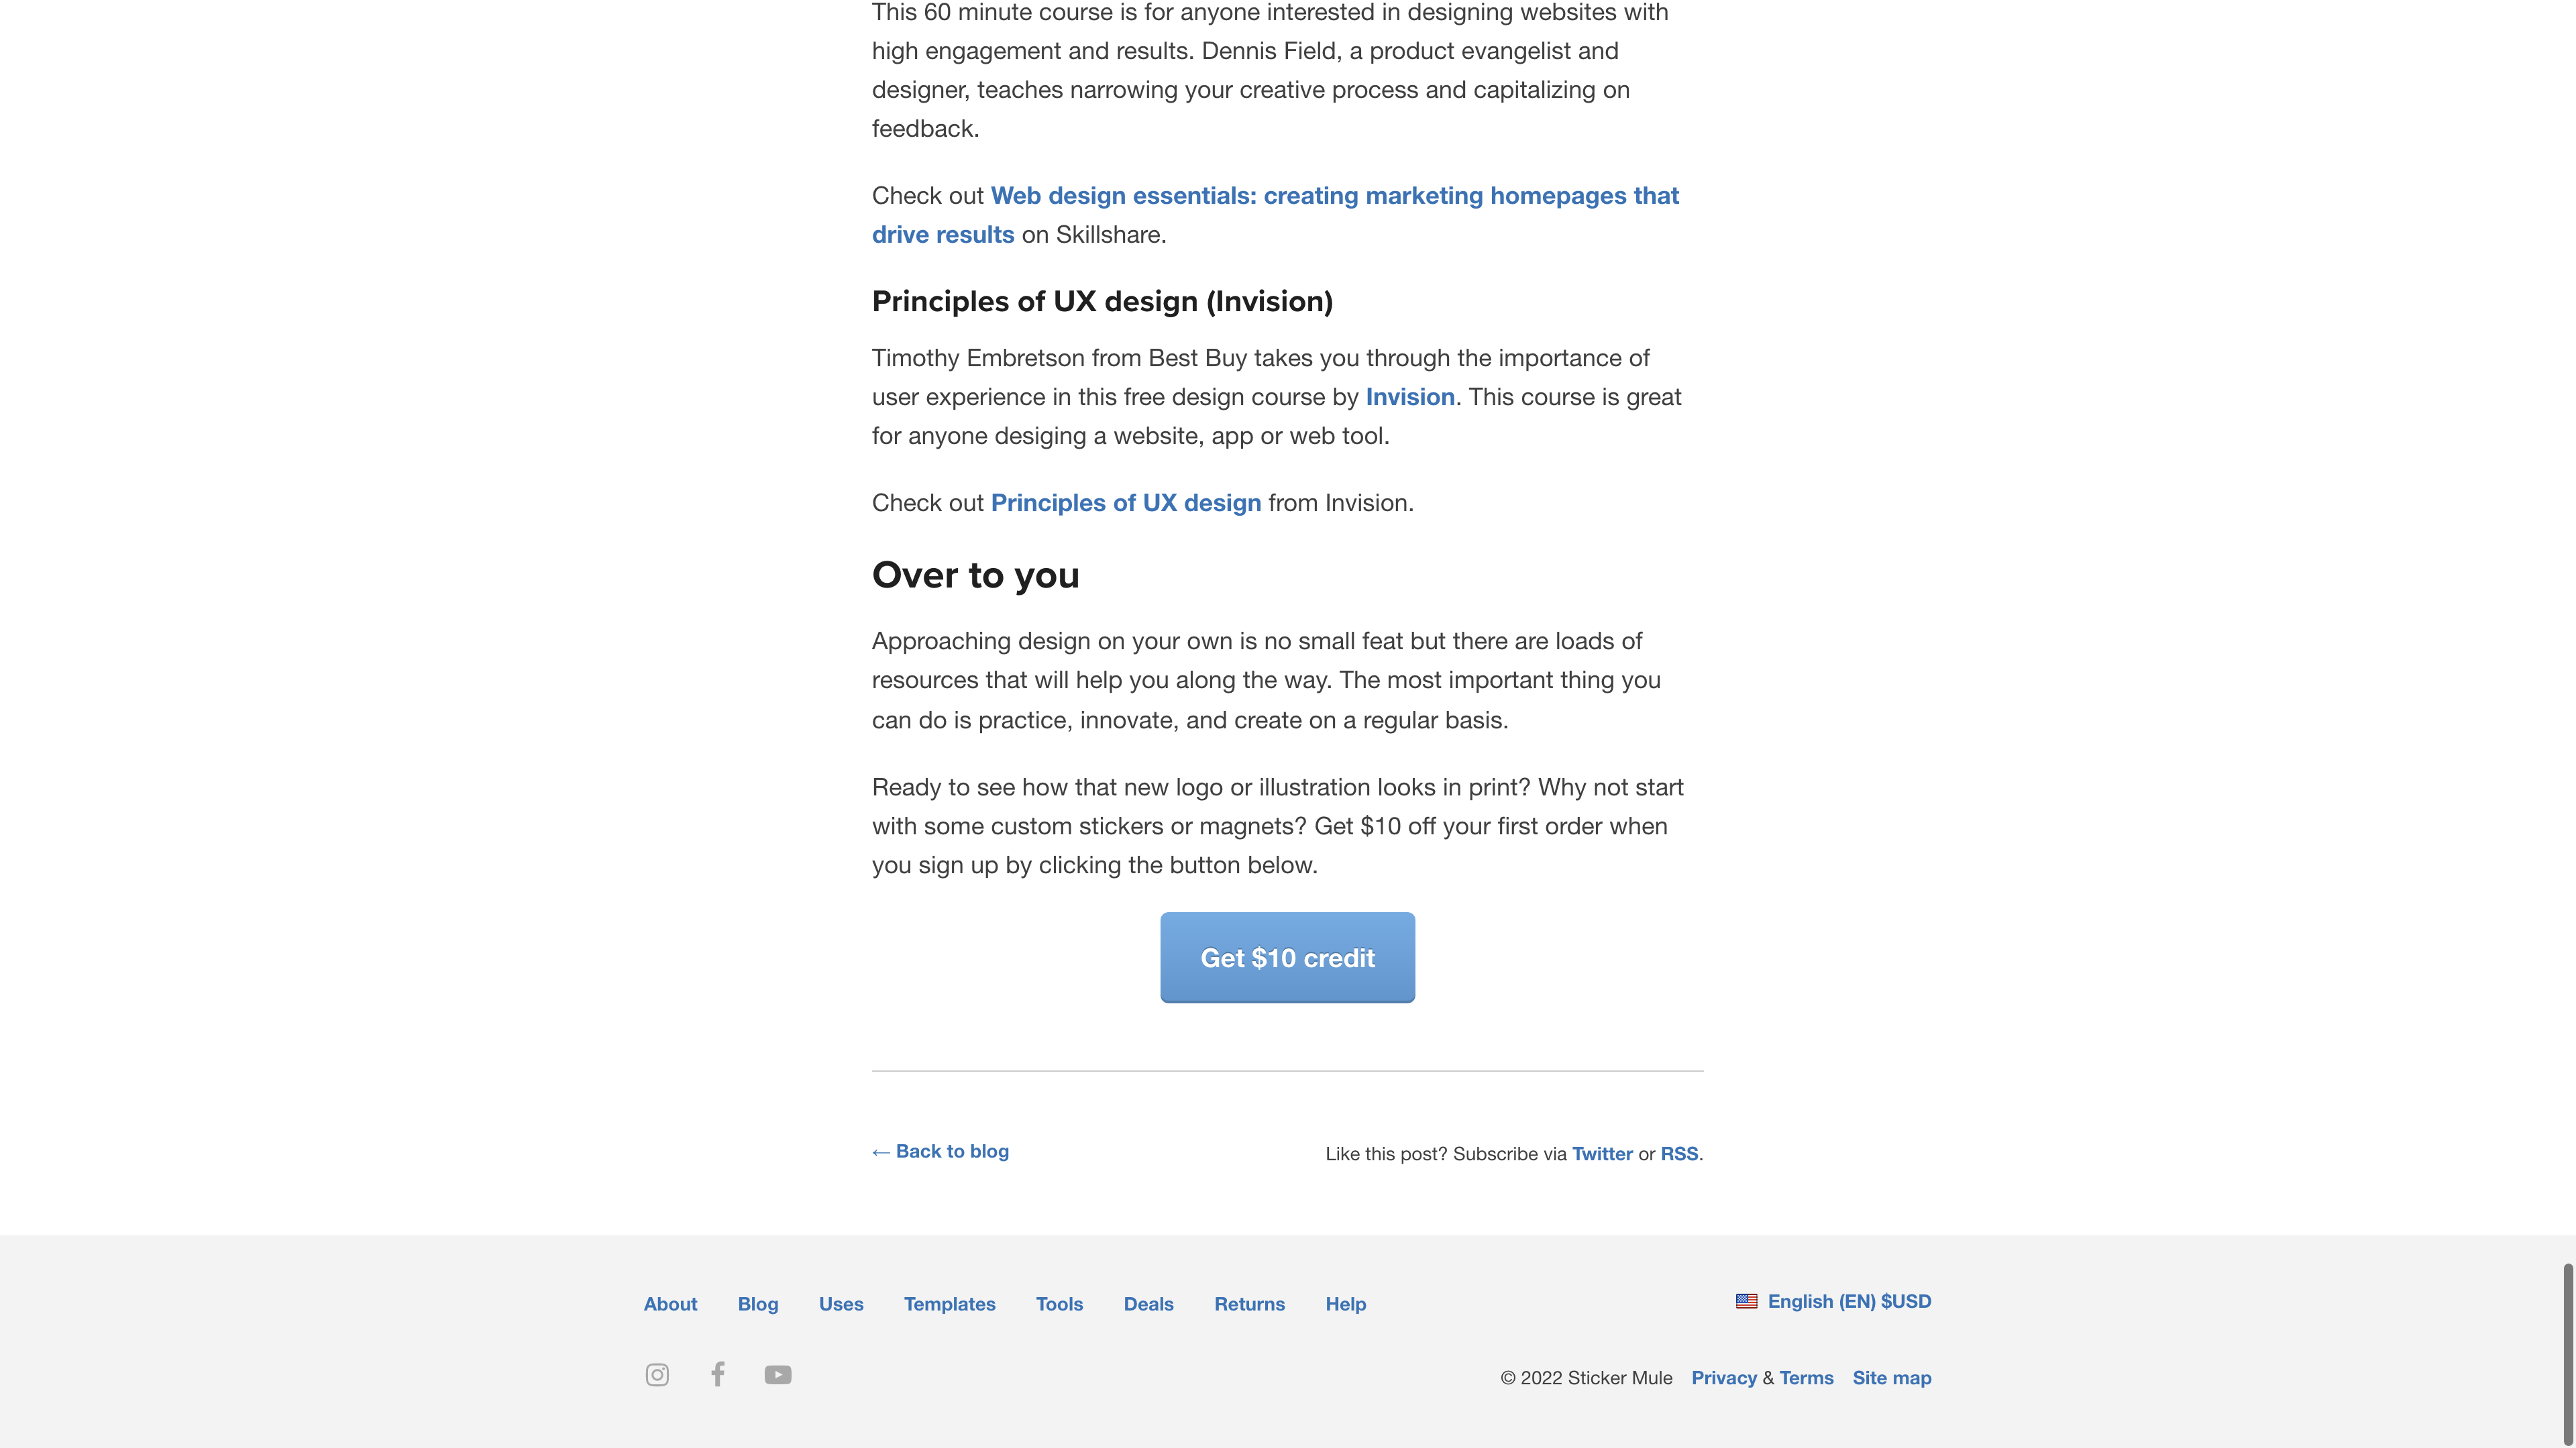 This 60 minute course is for anyone interested in designing websites with
high engagement and results. Dennis Field, a product evangelist and
designer, teaches narrowing your creative process and capitalizing on
feedback.
Check out Web design essentials: creating marketing homepages that
drive results on Skillshare.
Principles of UX design (Invision)
Timothy Embretson from Best Buy takes you through the importance of
user experience in this free design course by Invision. This course is great
for anyone desiging a website, app or web tool.
Check out Principles of UX design from Invision.
Over to you
Approaching design on your own is no small feat but there are loads of
resources that will help you along the way. The most important thing you
can do is practice, innovate, and create on a regular basis.
Ready to see how that new logo or illustration looks in print? Why not start
with some custom stickers or magnets? Get $10 off your first order when
you sign up by clicking the button below.
Get $10 credit
← Back to blog
Like this post? Subscribe via Twitter or RSS.
About Blog Uses Templates Tools Deals Returns Help
English (EN) $USD
© 2022 Sticker Mule Privacy & Terms Site map